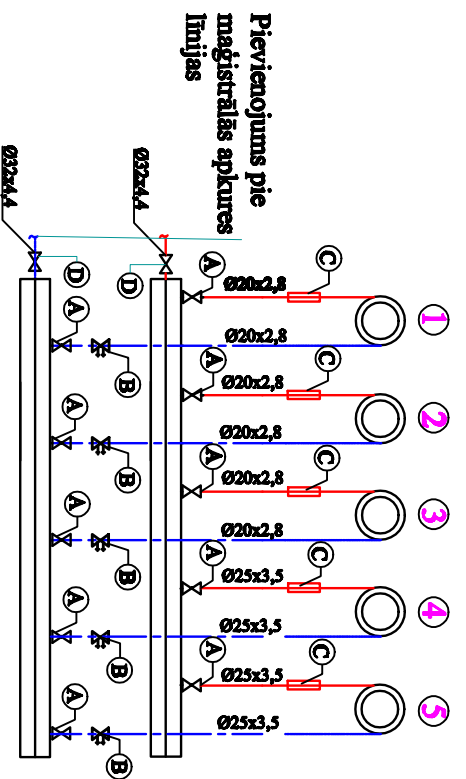 Pievienojums pie
maģistrālās apkures
līnijas
1
2
3
4
5
C
C
C
C
C
Ø20x2,8
Ø20x2,8
Ø20x2,8
Ø20x2,8
Ø20x2,8
Ø20x2,8
Ø25x3,5
Ø25x3,5
Ø25x3,5
Ø25x3,5
A
A
A
A
A
Ø32x4,4
D
B
B
B
B
B
A
A
A
A
A
Ø32x4,4
D